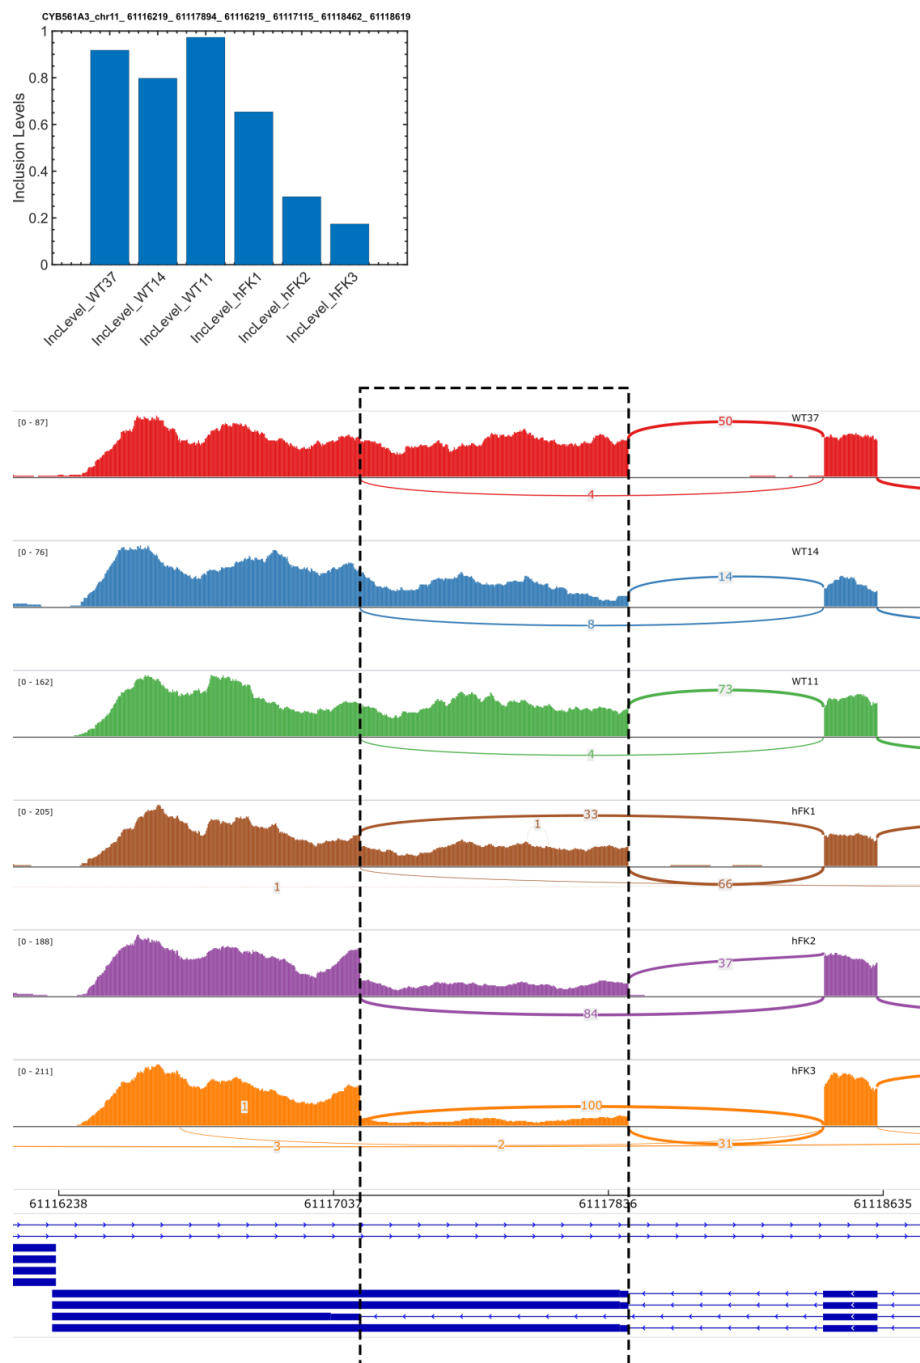 CYB561A3_chr11_ 61116219_ 61117894_ 61116219_ 61117115_ 61118462_ 61118619
1
0.8
0.6
0.4
0.2
0
Inclusion Levels
IncLevel_WT37
IncLevel_WT14
IncLevel_WT11
IncLevel_hFK1
IncLevel_hFK2
IncLevel_hFK3
[0 - 87]
WT37
50
4
[0 - 76]
WT14
14
8
[0 - 162]
WT11
73
4
[0 - 205]
hFK1
33
1
66
1
[0 - 188]
hFK2
37
84
[0 - 211]
hFK3
1
100
3
2
31
61116238
61117037
61117836
61118635